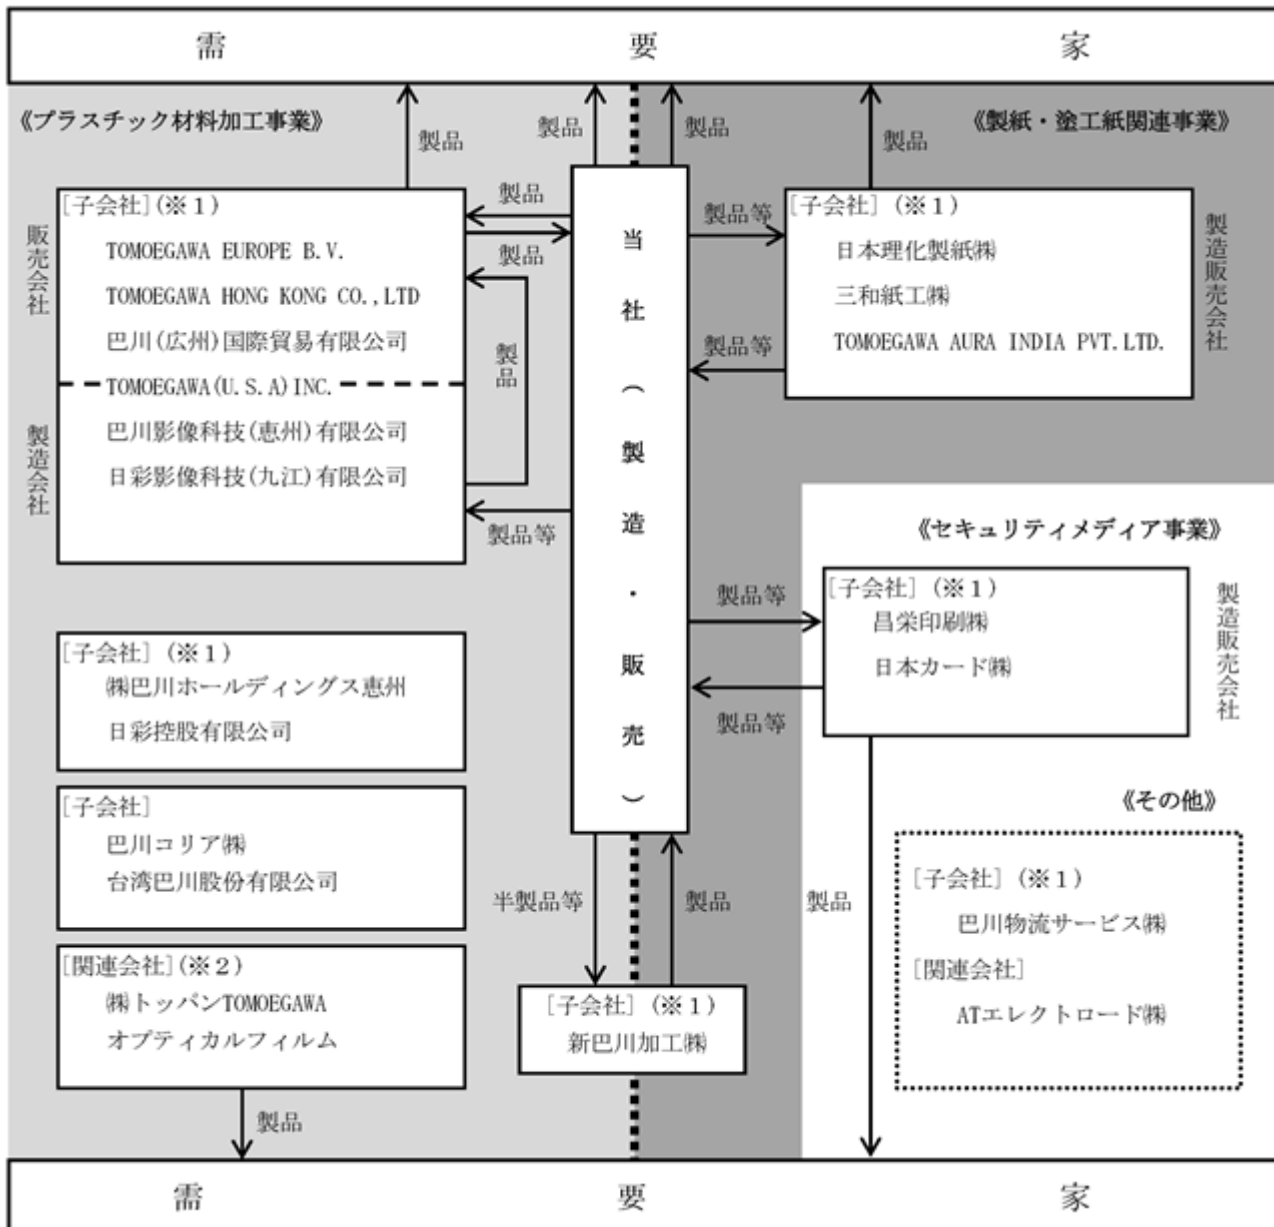 需 要 家
《プラスチック材料加工事業》
《製紙・塗工紙関連事業》
製品
製品
製品
製品
販売会社
[子会社](※1)
TOMOEGAWA EUROPE B.V.
TOMOEGAWA HONG KONG CO.,LTD
巴川(広州)国際貿易有限公司
TOMOEGAWA(U.S.A)INC.
製造会社
巴川影像科技(恵州)有限公司
日彩影像科技(九江)有限公司
製品
製品
製品
製品等
当社(製造・販売)
製品等
製品等
[子会社](※1)
日本理化製紙㈱
三和紙工㈱
TOMOEGAWA AURA INDIA PVT.LTD.
製造販売会社
《セキュリティメディア事業》
製品等
製品等
[子会社](※1)
昌栄印刷㈱
日本カード㈱
製造販売会社
[子会社](※1)
㈱巴川ホールディングス恵州
日彩控股有限公司
[子会社]
巴川コリア㈱
台湾巴川股份有限公司
[関連会社](※2)
㈱トッパンTOMOEGAWA
オプティカルフィルム
製品
半製品等
製品
[子会社](※1)
新巴川加工㈱
製品
《その他》
[子会社](※1)
巴川物流サービス㈱
[関連会社]
ATエレクトロード㈱
需 要 家